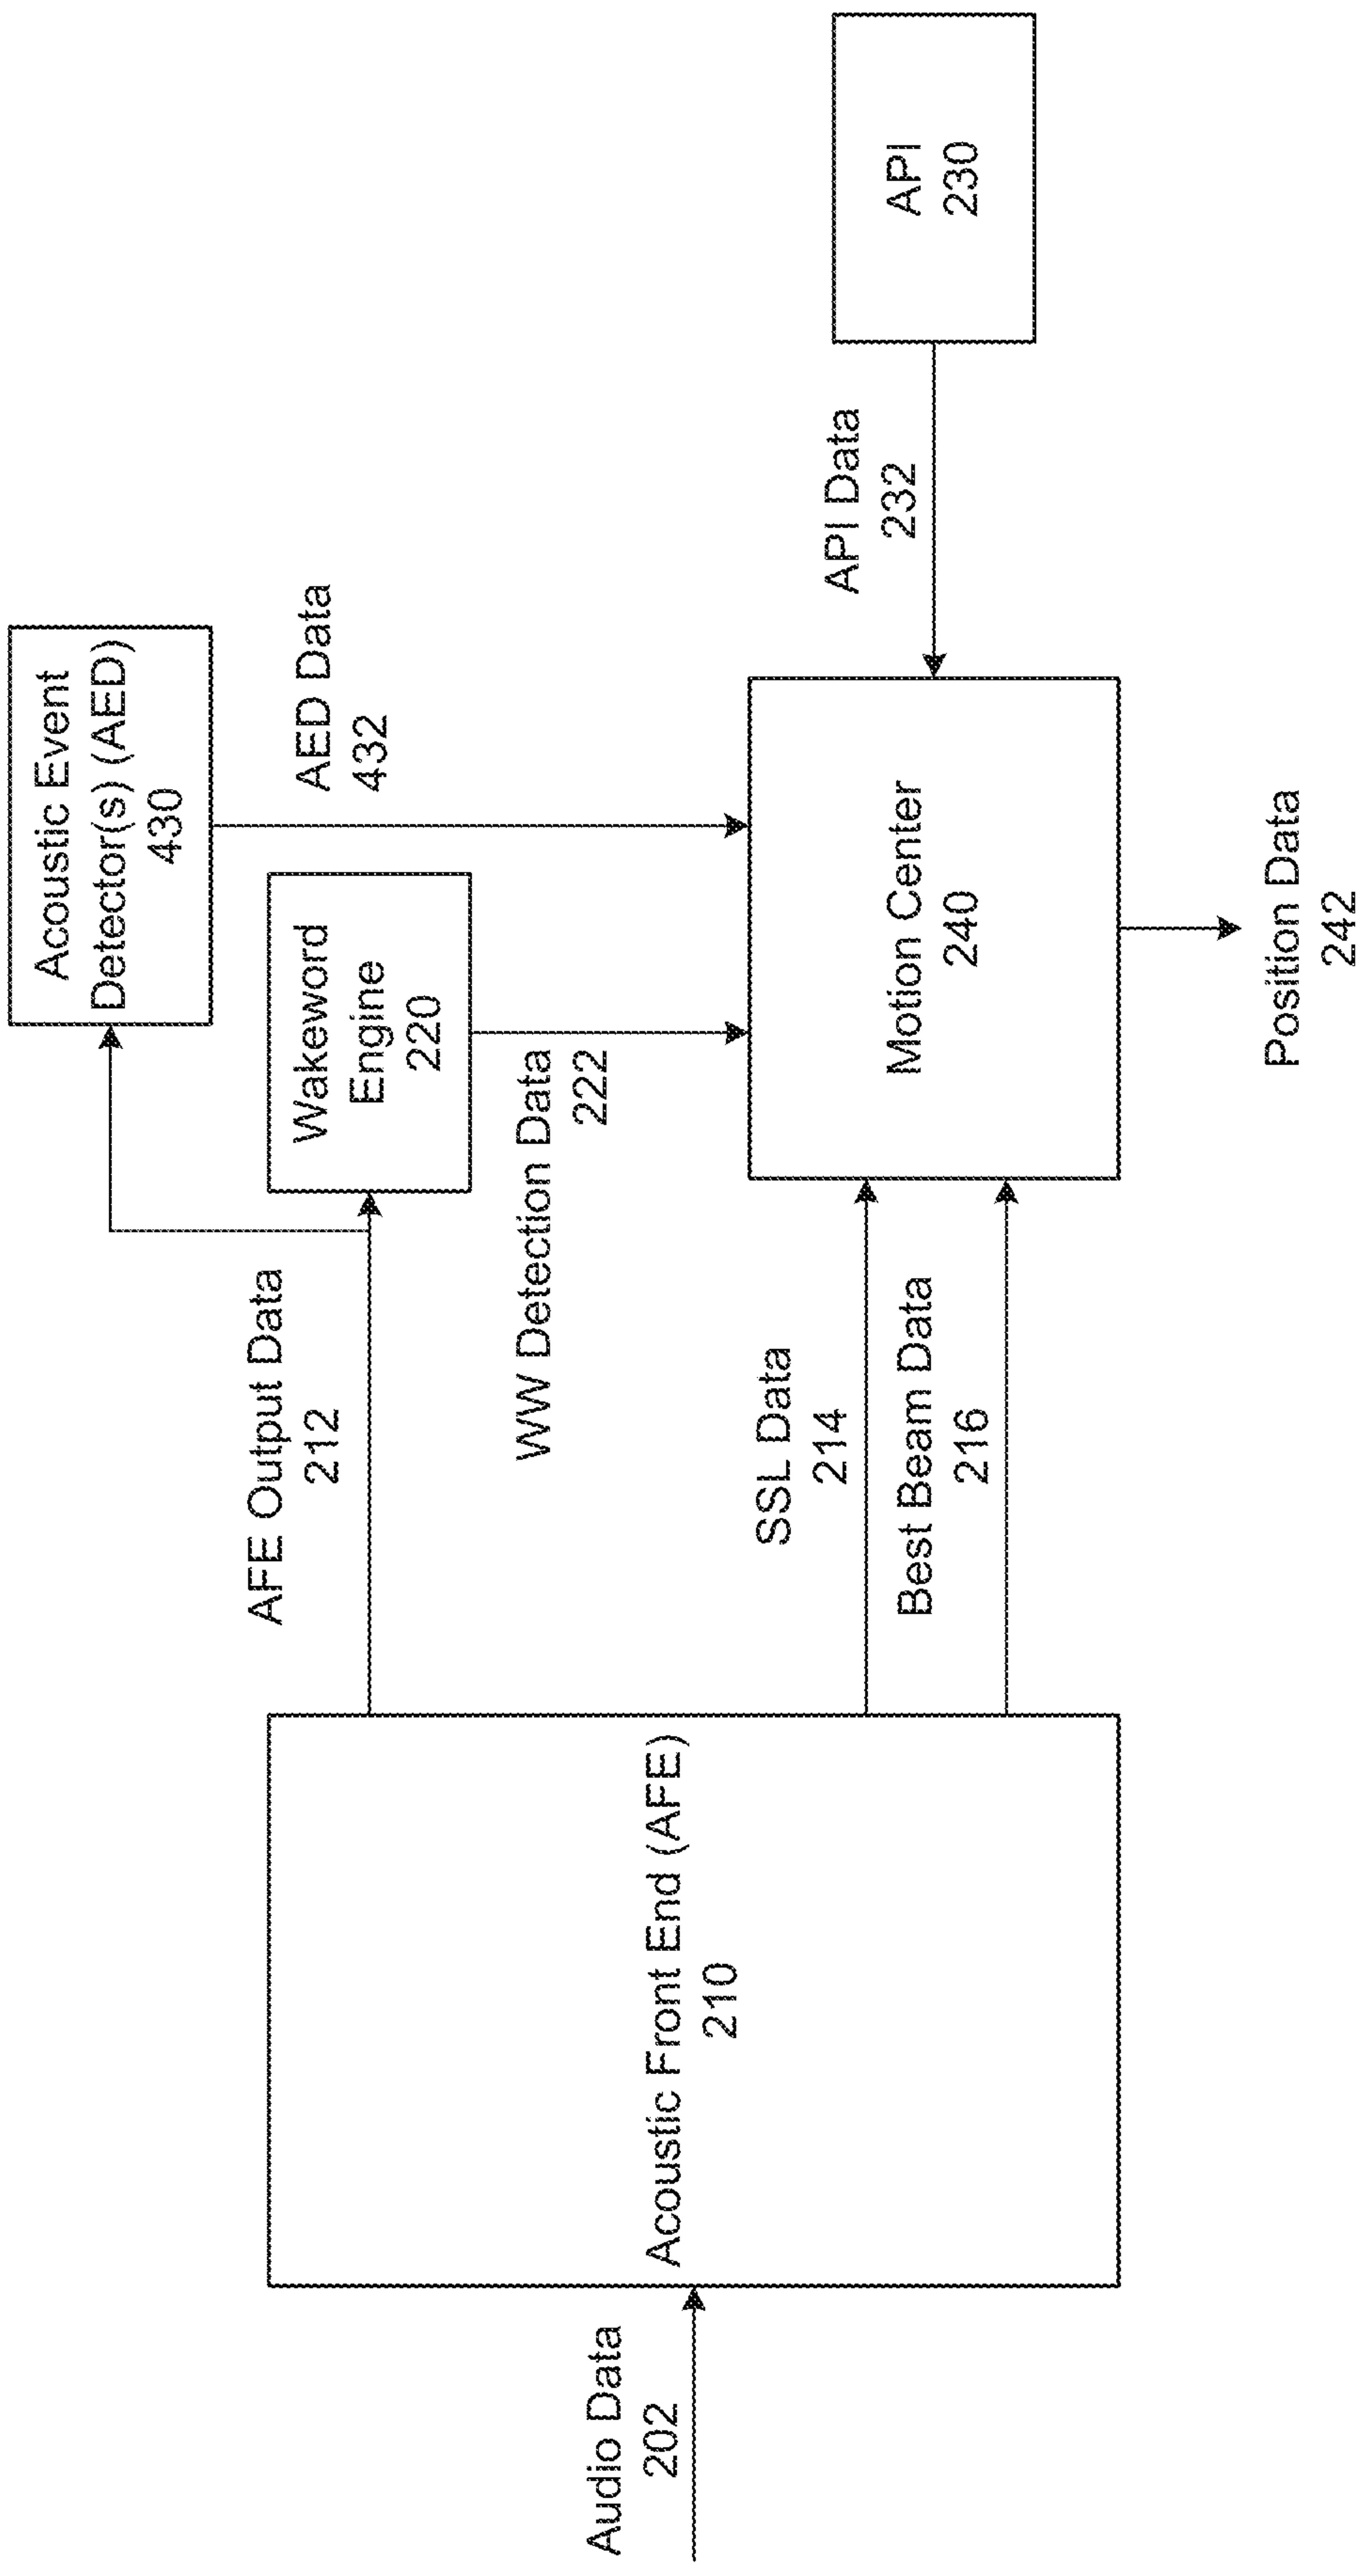 Acoustic Event
Detector(s) (AED)
430
AFE Output Data
212
Wakeword
Engine
220
AED Data
432
WW Detection Data
222
Audio Data
202
Acoustic Front End (AFE)
210
SSL Data
214
Best Beam Data
216
Motion Center
240
API Data
232
API
230
Position Data
242